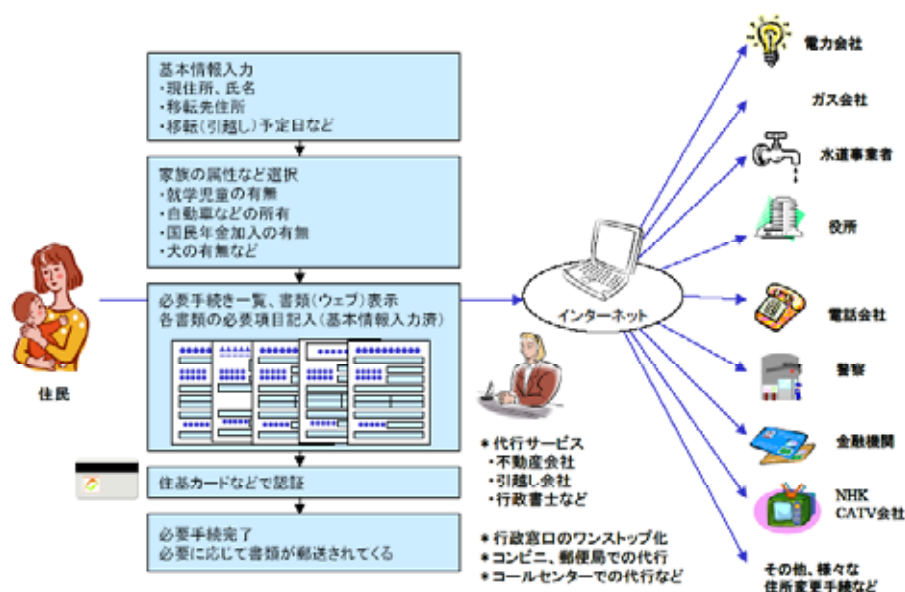 基本情報入力
・現住所、氏名
・移転先住所
・移転(引越し)予定日など
家族の属性など選択
・就学児童の有無
・自動車などの所有
・国民年金加入の有無
・犬の有無など
必要手続き一覧、書類(ウェブ)表示
各書類の必要項目記入(基本情報入力済)
住基カードなどで認証
必要手続完了
必要に応じて書類が郵送されてくる
住民
インターネット
*代行サービス
・不動産会社
・引越し会社
・行政書士など
*行政窓口のワンストップ化
*コンビニ、郵便局での代行
*コールセンターでの代行など
電力会社
ガス会社
水道事業者
役所
電話会社
警察
金融機関
NHK
CATV会社
その他、様々な
住所変更手続など